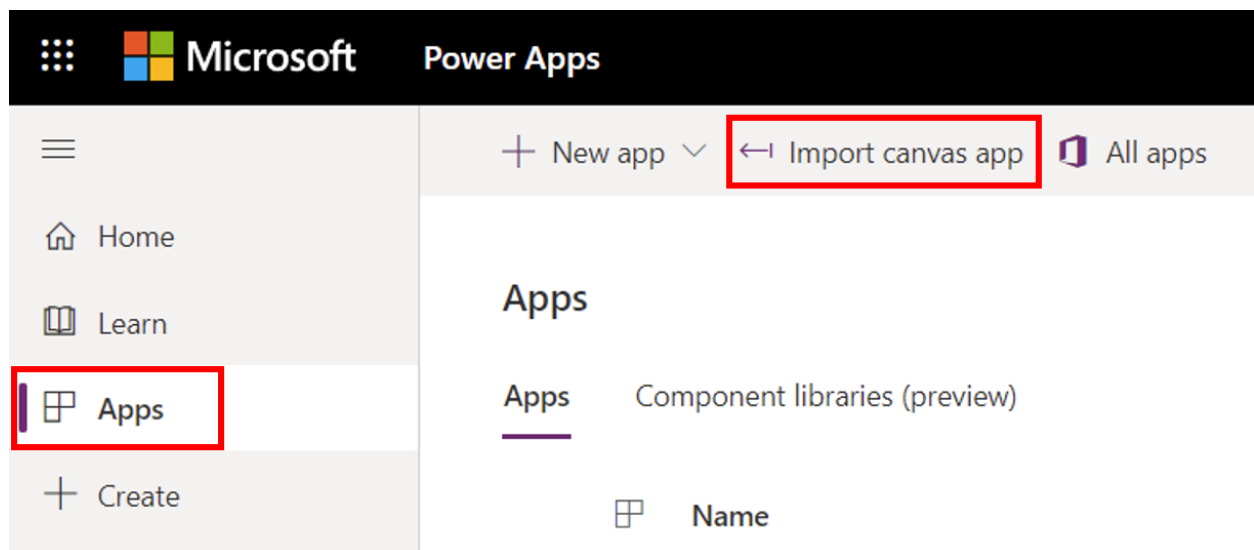 Microsoft Power Apps
New app Import canvas app All apps
Home
Learn
Apps
Create
Apps
Apps Component libraries (preview)
Name